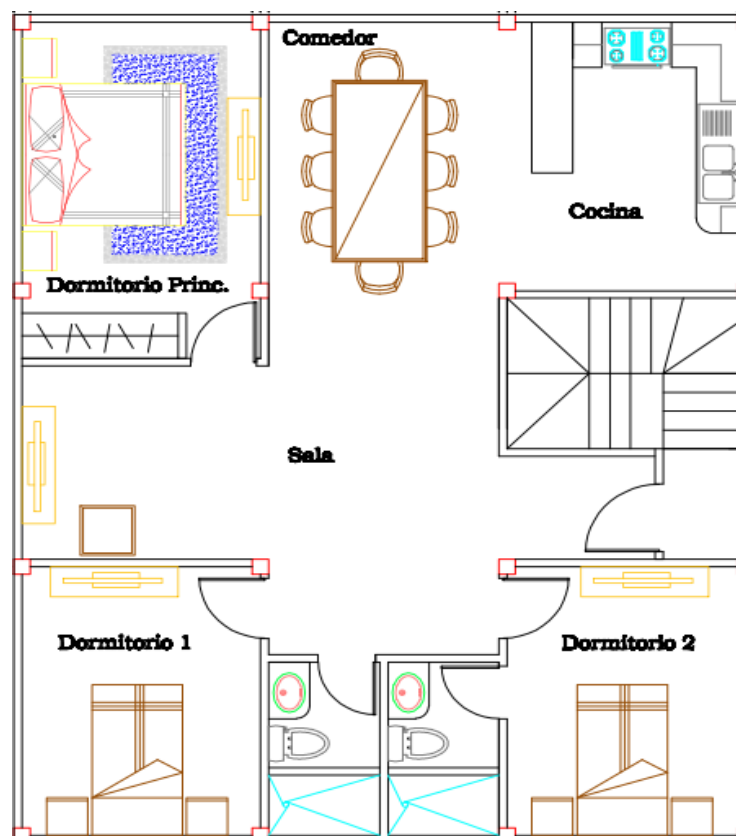 Comedor
Cocina
Dormitorio Princ.
Sala
Dormitorio 1
Dormitorio 2